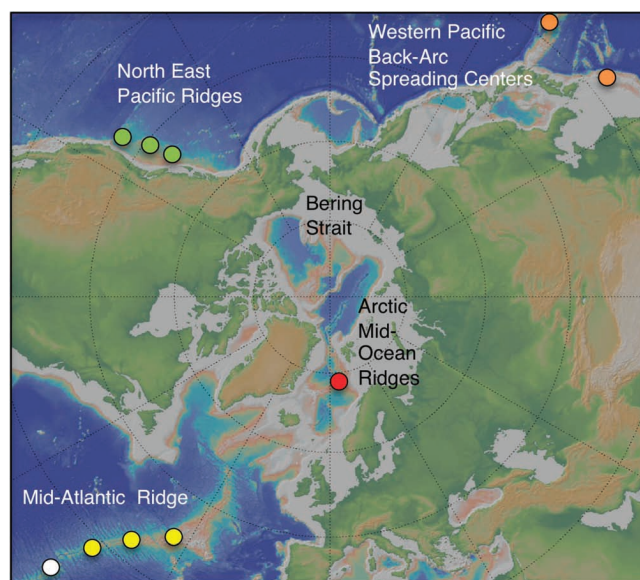 Western Pacific
Back-Arc
Spreading Centers
North East
Pacific Ridges
Bering
Strait
Arctic
Mid-
Ocean
Ridges
Mid-Atlantic Ridge